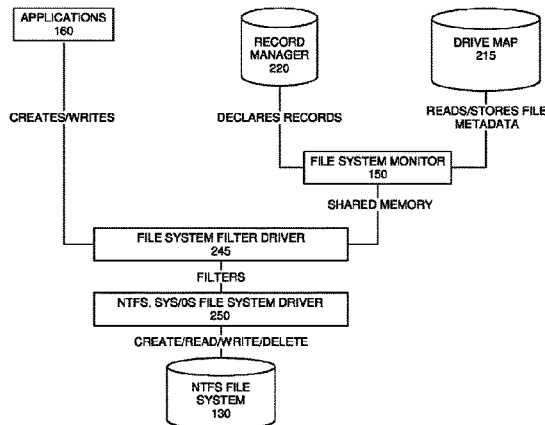 APPLICATIONS
160
RECORD
MANAGER
220
DRIVE MAP
215
CREATES/WRITES
DECLARES RECORDS
READS/STORES FILE
METADATA
FILE SYSTEM MONITOR
150
SHARED MEMORY
FILE SYSTEM FILTER DRIVER
245
FILTERS
NTFS. SYS/0S FILE SYSTEM DRIVER
250
CREATE/READ/WRITE/DELETE
NTFS FILE
SYSTEM
130